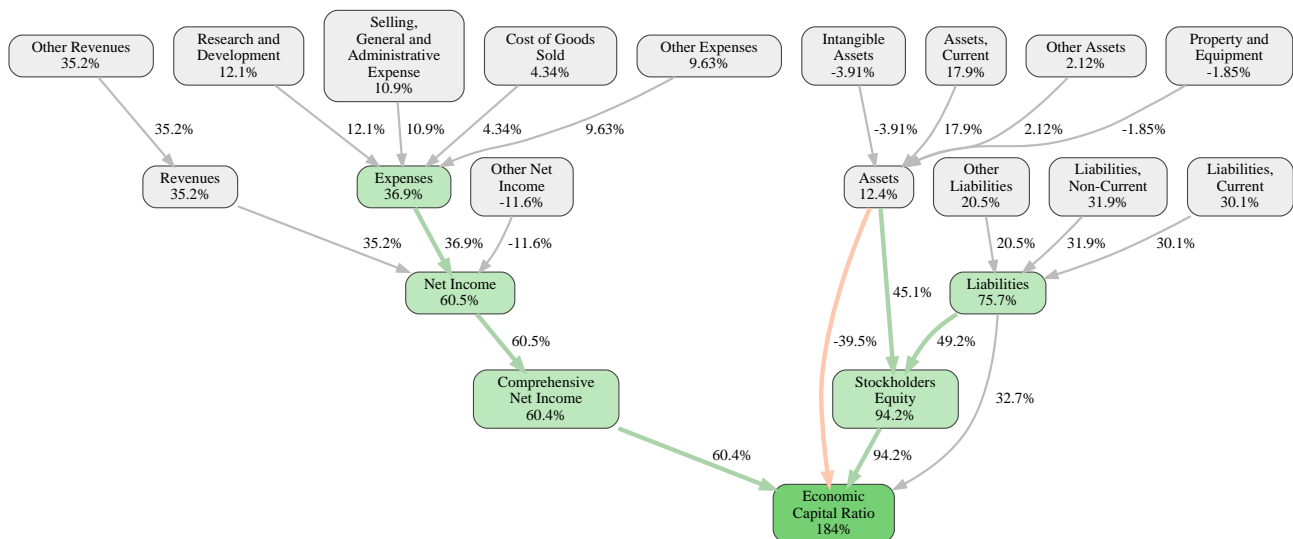 Other Revenues
35.2%
Research and
Development
12.1%
Selling,
General and
Administrative
Expense
10.9%
Cost of Goods
Sold
4.34%
Other Expenses
9.63%
Intangible
Assets
-3.91%
Assets,
Current
17.9%
Other Assets
2.12%
Property and
Equipment
-1.85%
35.2%
12.1%
10.9%
4.34%
9.63%
-3.91%
17.9%
2.12%
-1.85%
Revenues
35.2%
Expenses
36.9%
Other Net
Income
-11.6%
Assets
12.4%
Other
Liabilities
20.5%
Liabilities,
Non-Current
31.9%
Liabilities,
Current
30.1%
35.2%
36.9%
-11.6%
20.5%
31.9%
30.1%
Net Income
60.5%
45.1%
Liabilities
75.7%
60.5%
-39.5%
49.2%
Comprehensive
Net Income
60.4%
Stockholders
Equity
94.2%
32.7%
60.4%
94.2%
Economic
Capital Ratio
184%